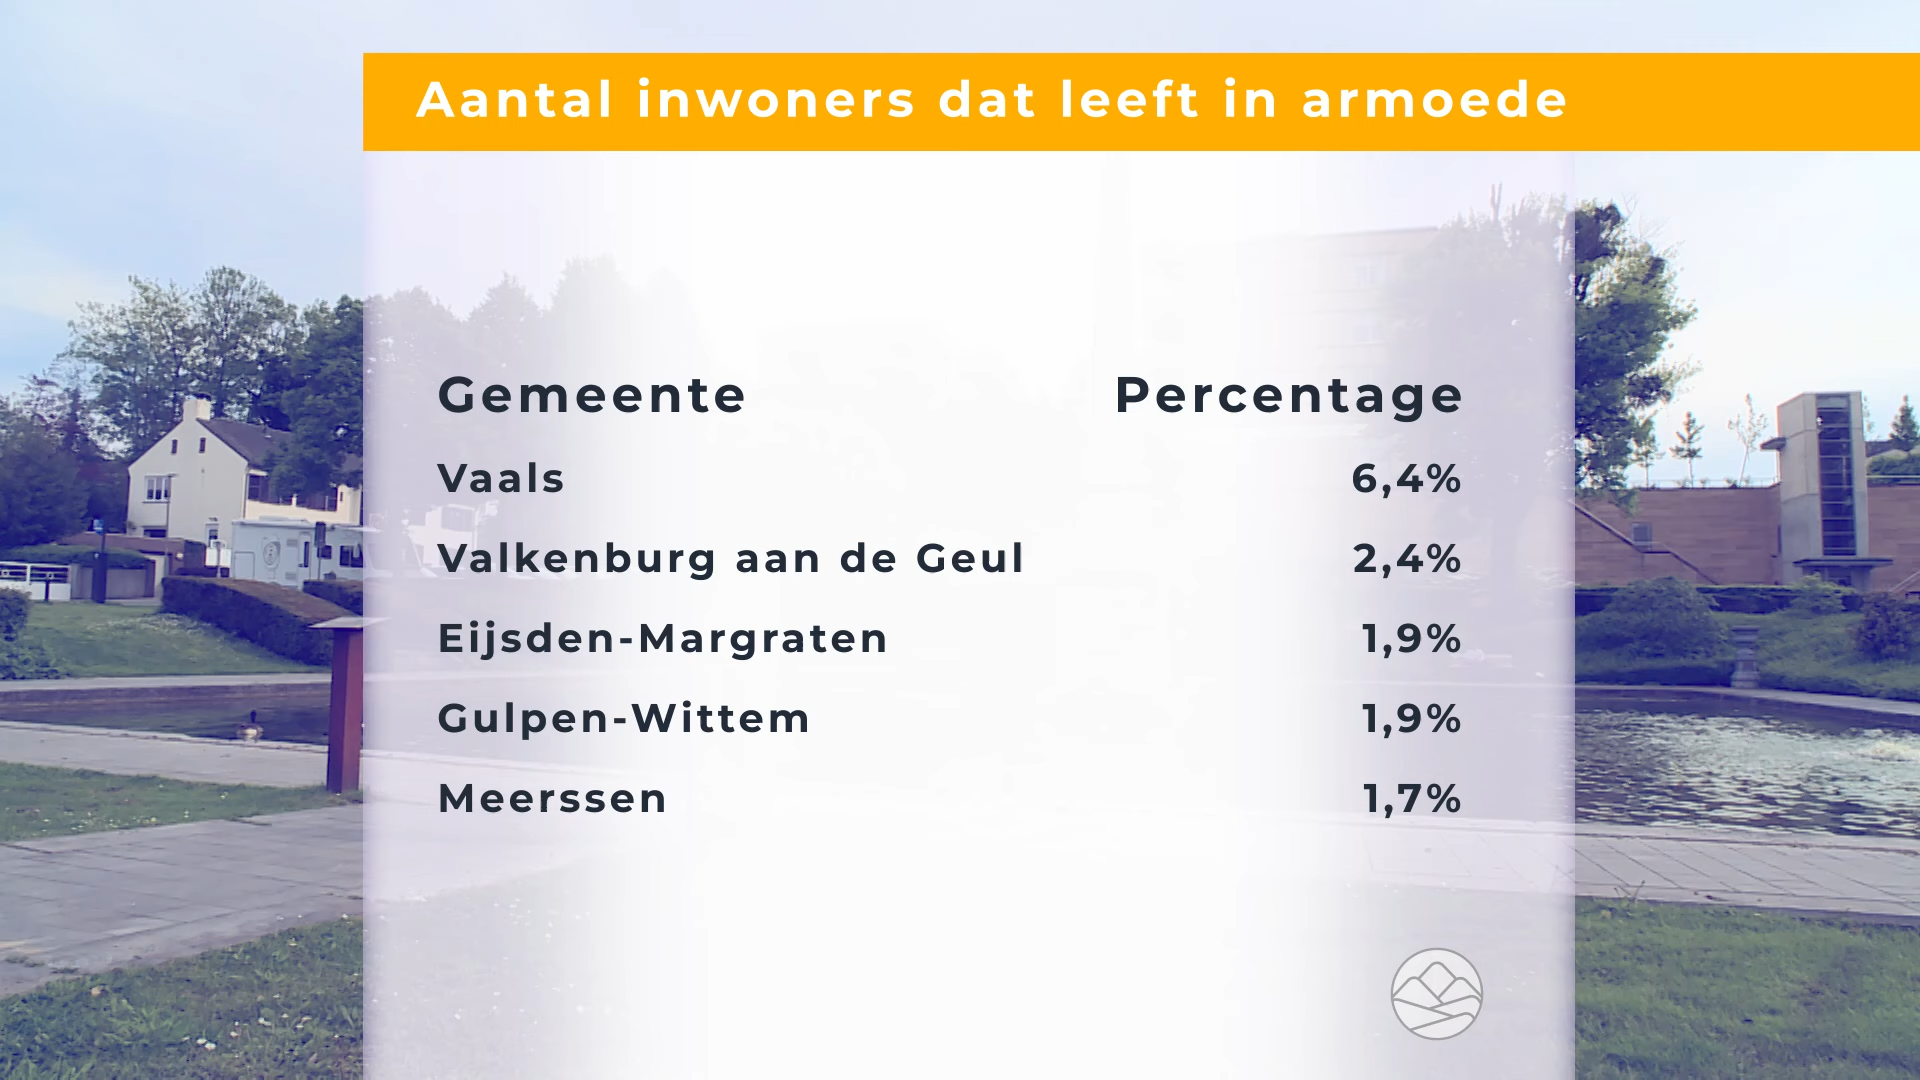 Aantal inwoners dat leeft in armoede
Gemeente Percentage
Vaals 6,4%
Valkenburg aan de Geul 2,4%
Eijsden-Margraten 1,9%
Gulpen-Wittem 1,9%
Meerssen 1,7%